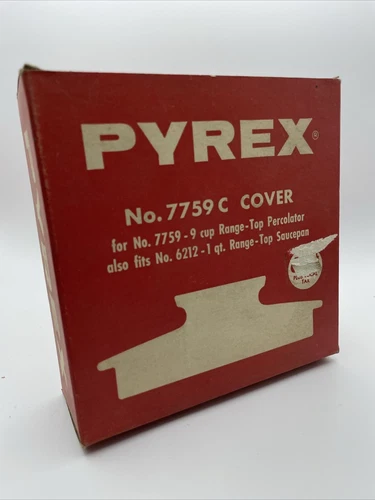 PYREX®
No. 7759 C COVER
for No. 7759 - 9 cup Range-Top Percolator
also fits No. 6212 - 1 qt. Range-Top Saucepan
TAX